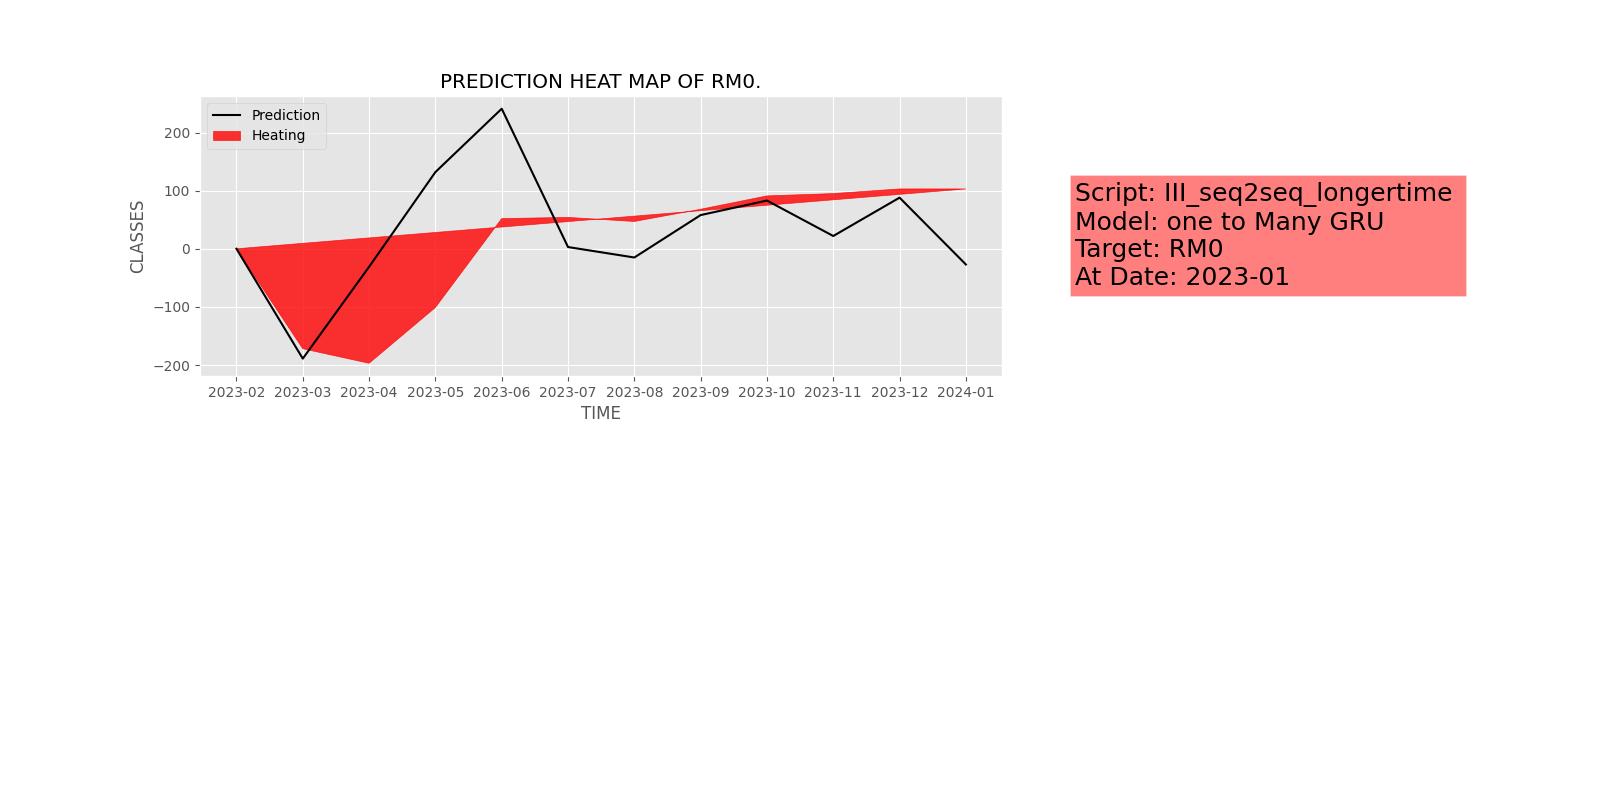 PREDICTION HEAT MAP OF RM0.
Prediction
Heating
CLASSES
200
100
0
−100
−200
2023-02 2023-03 2023-04 2023-05 2023-06 2023-07 2023-08 2023-09 2023-10 2023-11 2023-12 2024-01
TIME
Script: III_seq2seq_longertime
Model: one to Many GRU
Target: RM0
At Date: 2023-01